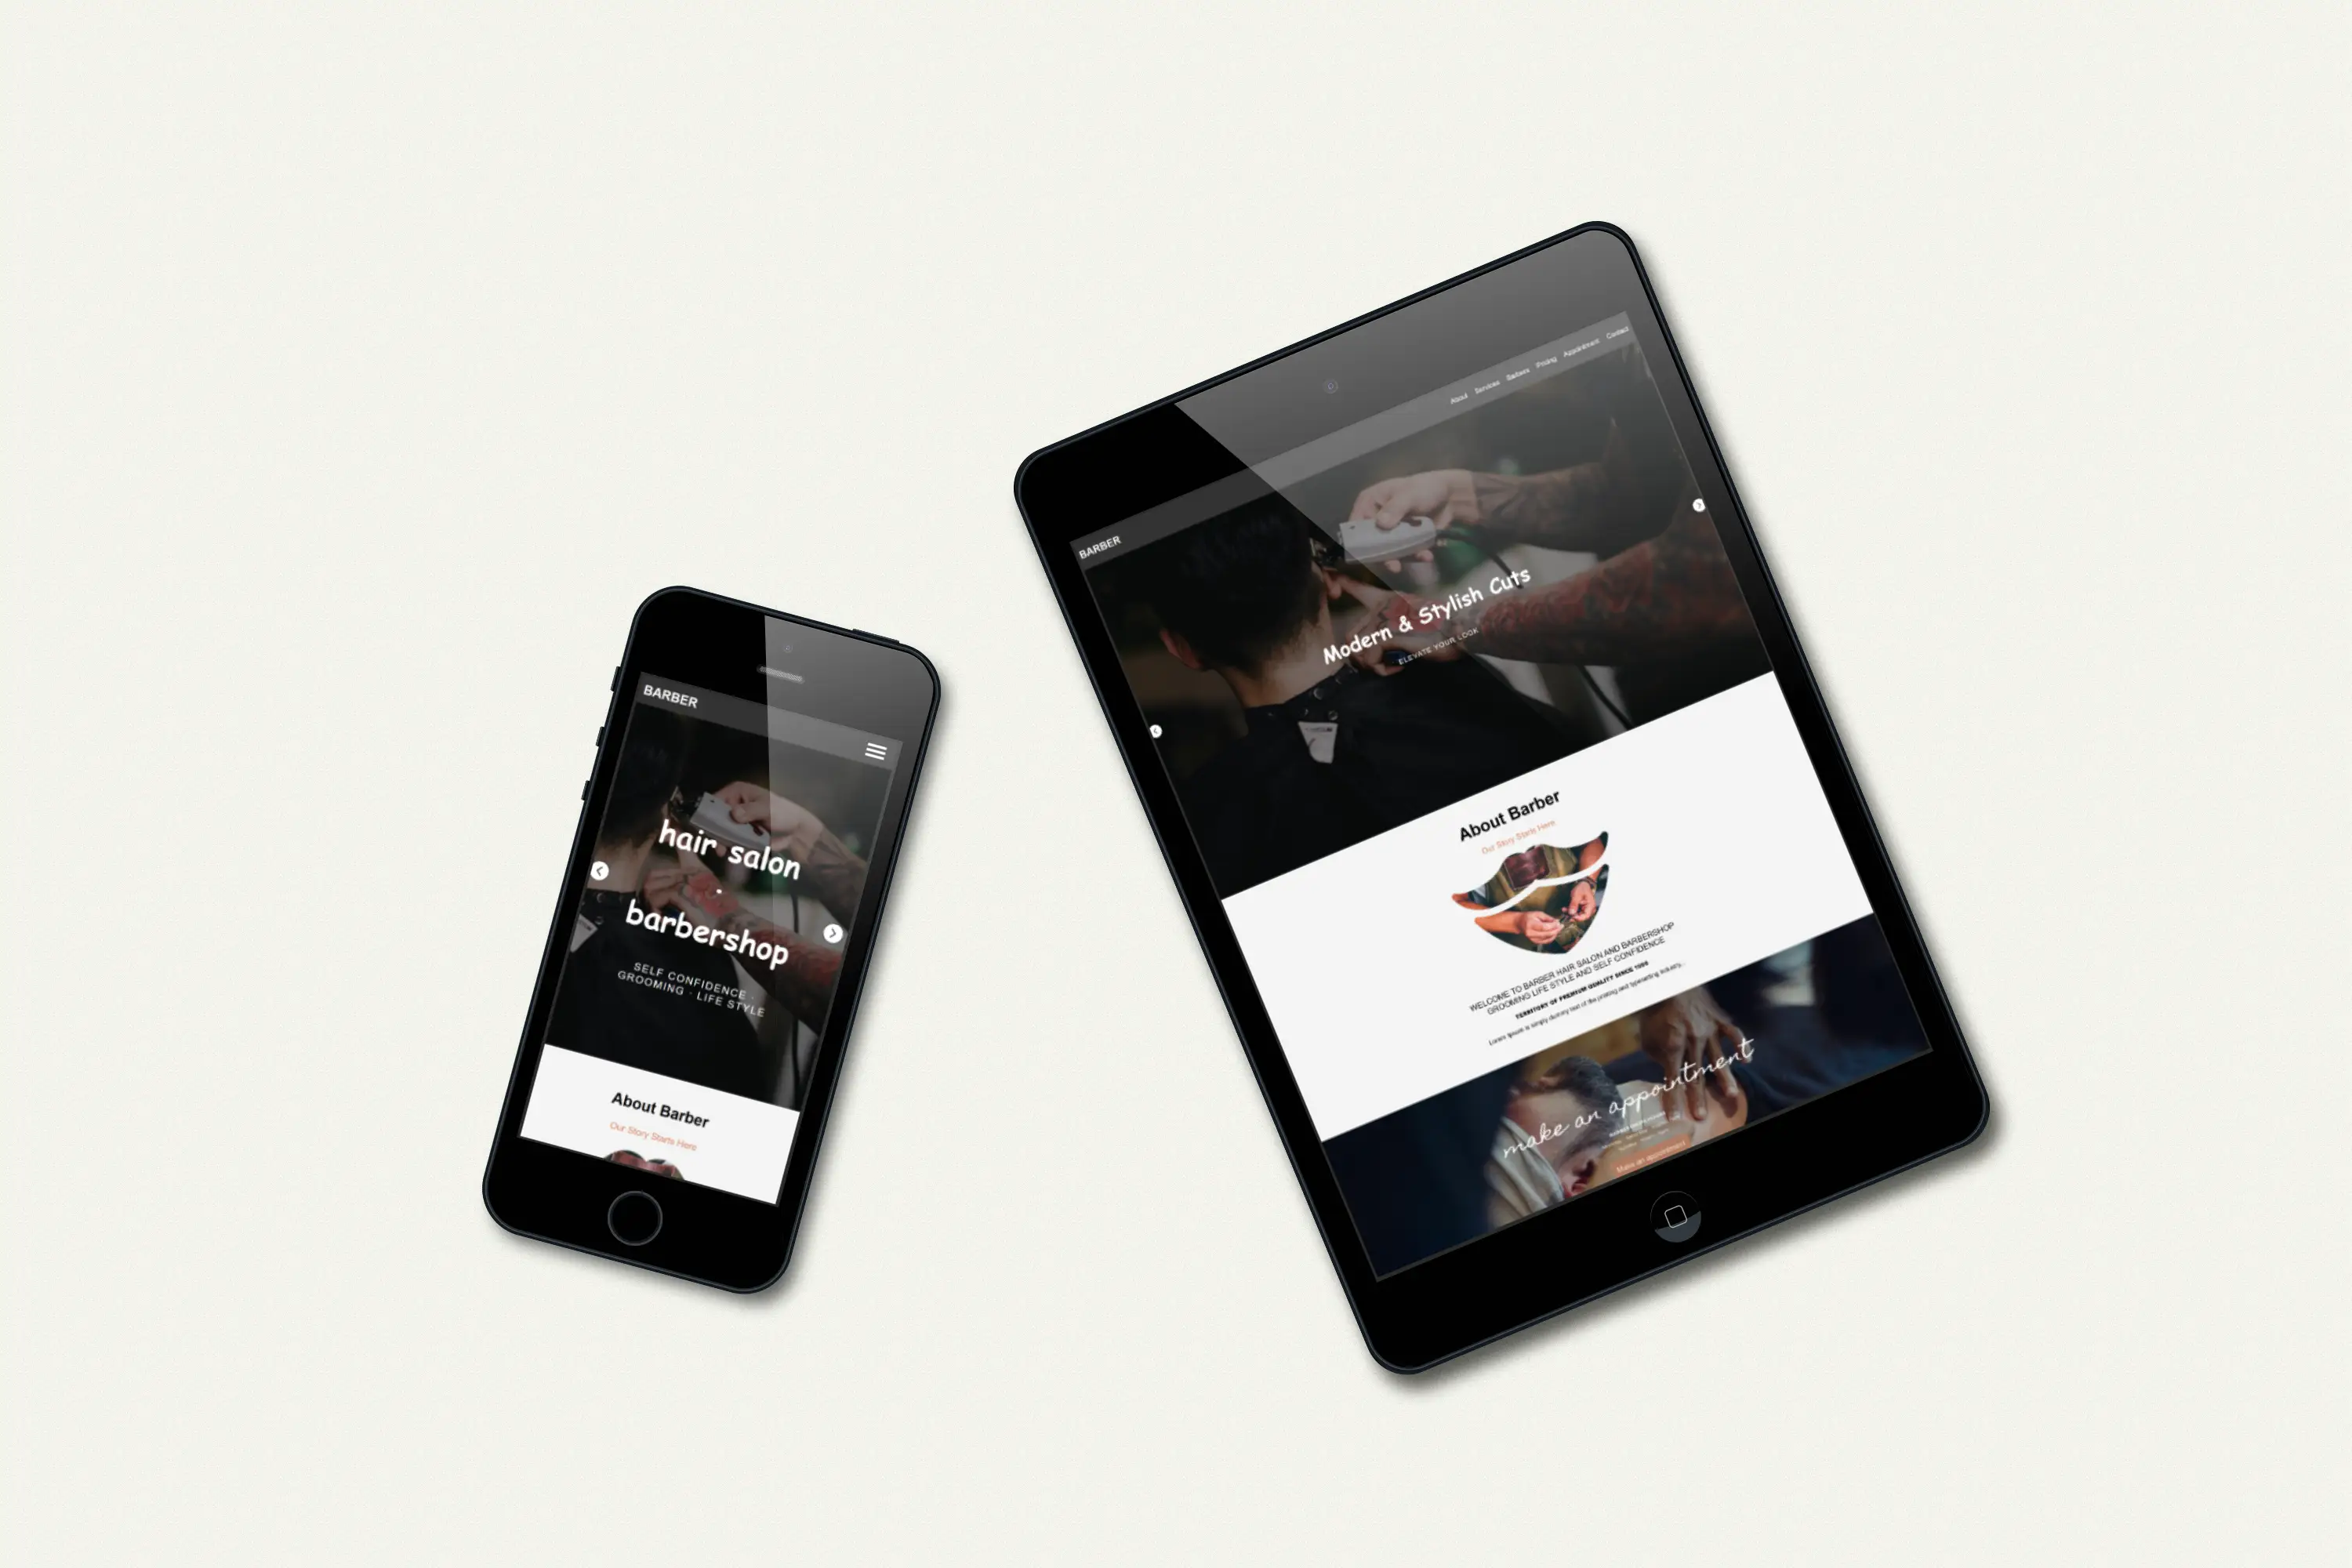 BARBER
hair salon
·
barbershop
SELF CONFIDENCE ·
GROOMING · LIFE STYLE
About Barber
Our Story Starts Here
BARBER
About Services Barbers Pricing Appointment Contact
Modern & Stylish Cuts
ELEVATE YOUR LOOK
About Barber
Our Story Starts Here
WELCOME TO BARBER HAIR SALON AND BARBERSHOP
GROOMING LIFE STYLE AND SELF CONFIDENCE
TERRITORY OF PREMIUM QUALITY SINCE
Lorem Ipsum is simply dummy text of the printing and typesetting industry...
make an appointment
Make an appointment